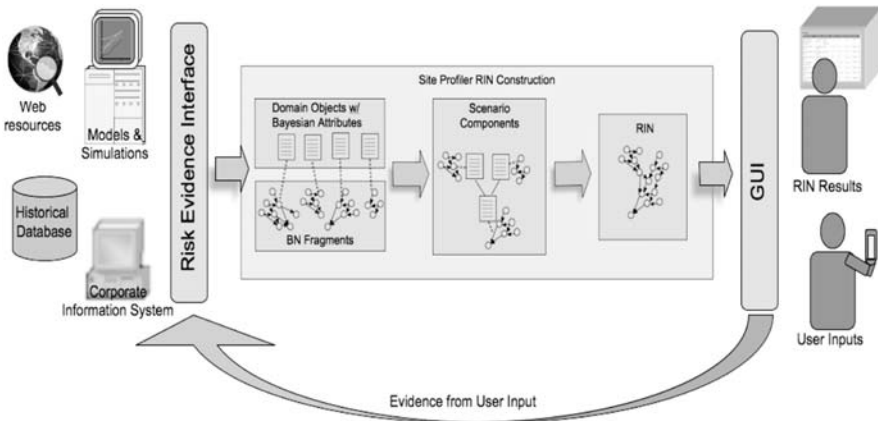 Web
resources
Models &
Simulations
Historical
Database
Corporate
Information System
Risk Evidence Interface
Site Profiler RIN Construction
Domain Objects w/
Bayesian Attributes
BN Fragments
Scenario
Components
RIN
GUI
RIN Results
User Inputs
Evidence from User Input